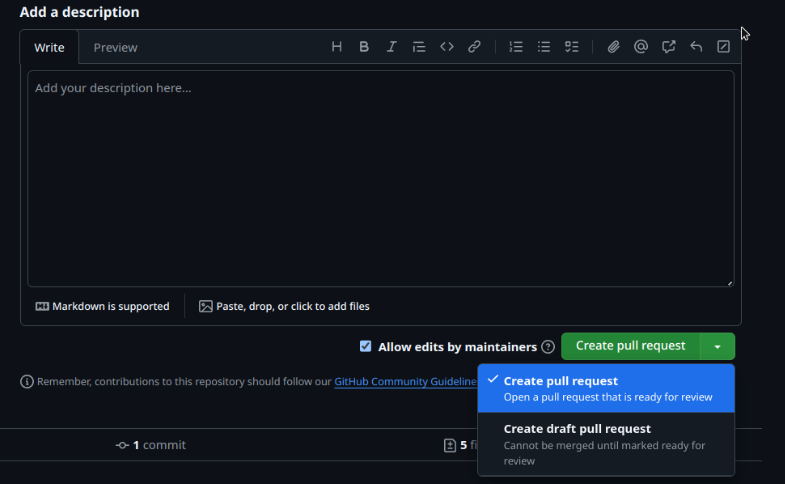 Add a description
Write Preview
Add your description here...
Markdown is supported Paste, drop, or click to add files
Allow edits by maintainers Create pull request
Remember, contributions to this repository should follow our GitHub Community Guideline
Create pull request
Open a pull request that is ready for review
1 commit 5 fi
Create draft pull request
Cannot be merged until marked ready for
review